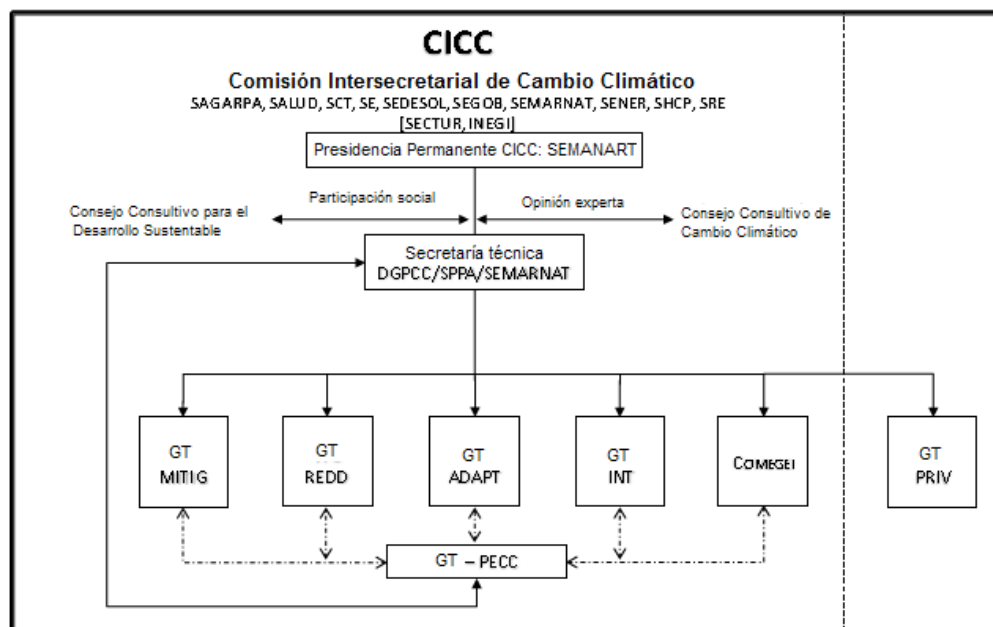 CICC
Comisión Intersecretarial de Cambio Climático
SAGARPA, SALUD, SCT, SE, SEDESOL, SEGOB, SEMARNAT, SENER, SHCP, SRE
[SECTUR, INEGI]
Presidencia Permanente CICC: SEMANART
Participación social
Opinión experta
Consejo Consultivo para el
Desarrollo Sustentable
Consejo Consultivo de
Cambio Climático
Secretaría técnica
DGPCC/SPPA/SEMARNAT
GT
MITIG
GT
REDD
GT
ADAPT
GT
INT
COMEGEI
GT
PRIV
GT – PECC